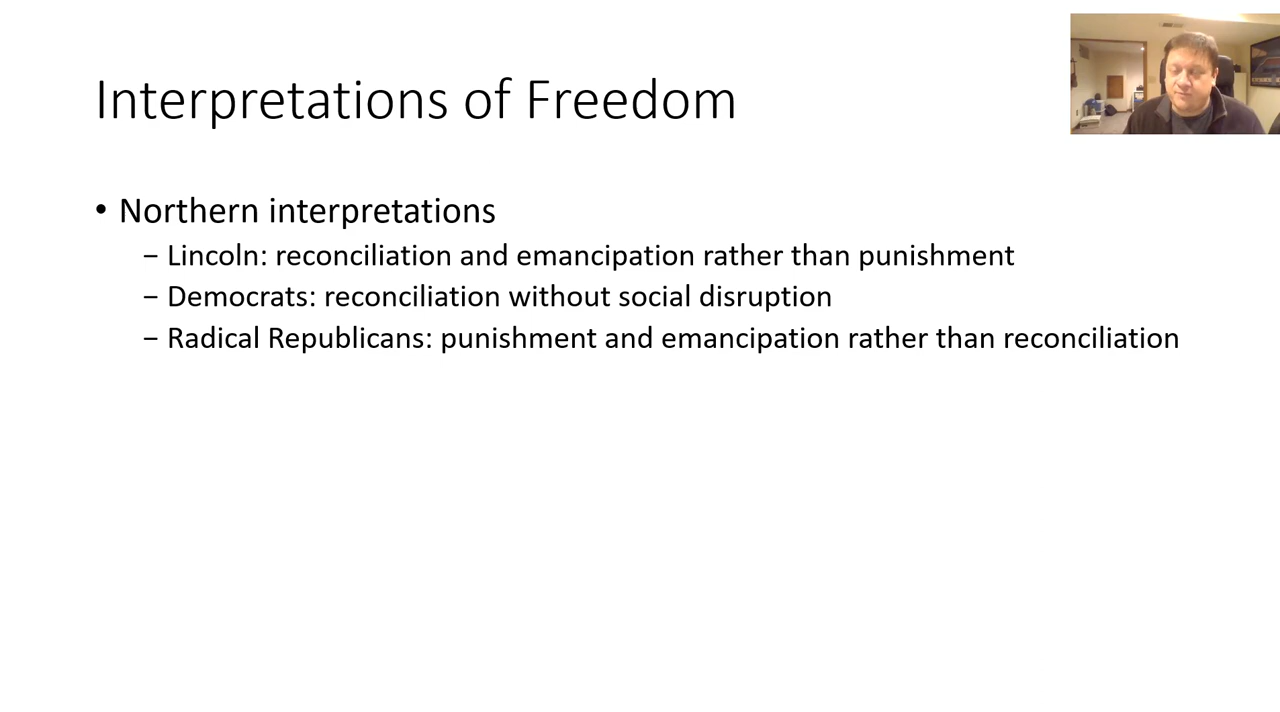 Interpretations of Freedom
• Northern interpretations
– Lincoln: reconciliation and emancipation rather than punishment
– Democrats: reconciliation without social disruption
– Radical Republicans: punishment and emancipation rather than reconciliation